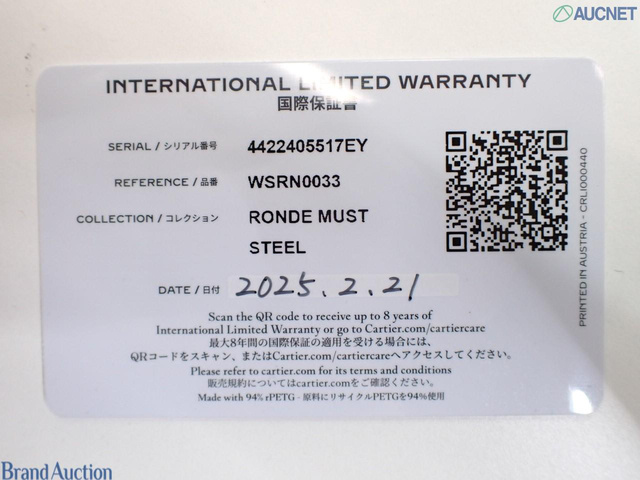 AUCNET
INTERNATIONAL LIMITED WARRANTY
国際保証書
SERIAL / シリアル番号 4422405517EY
REFERENCE / 品番 WSRN0033
COLLECTION / コレクション RONDE MUST
STEEL
DATE / 日付 2025.2.21
Scan the QR code to receive up to 8 years of
International Limited Warranty or go to Cartier.com/cartiercare
最大8年間の国際保証の適用を受ける場合には、
QRコードをスキャン、またはCartier.com/cartiercareへアクセスしてください。
Please refer to cartier.com for its terms and conditions
販売規約についてはcartier.comをご確認ください。
Made with 94% rPETG - 原料にリサイクルPETGを94%使用
PRINTED IN AUSTRIA - CRLI000440
Brand Auction